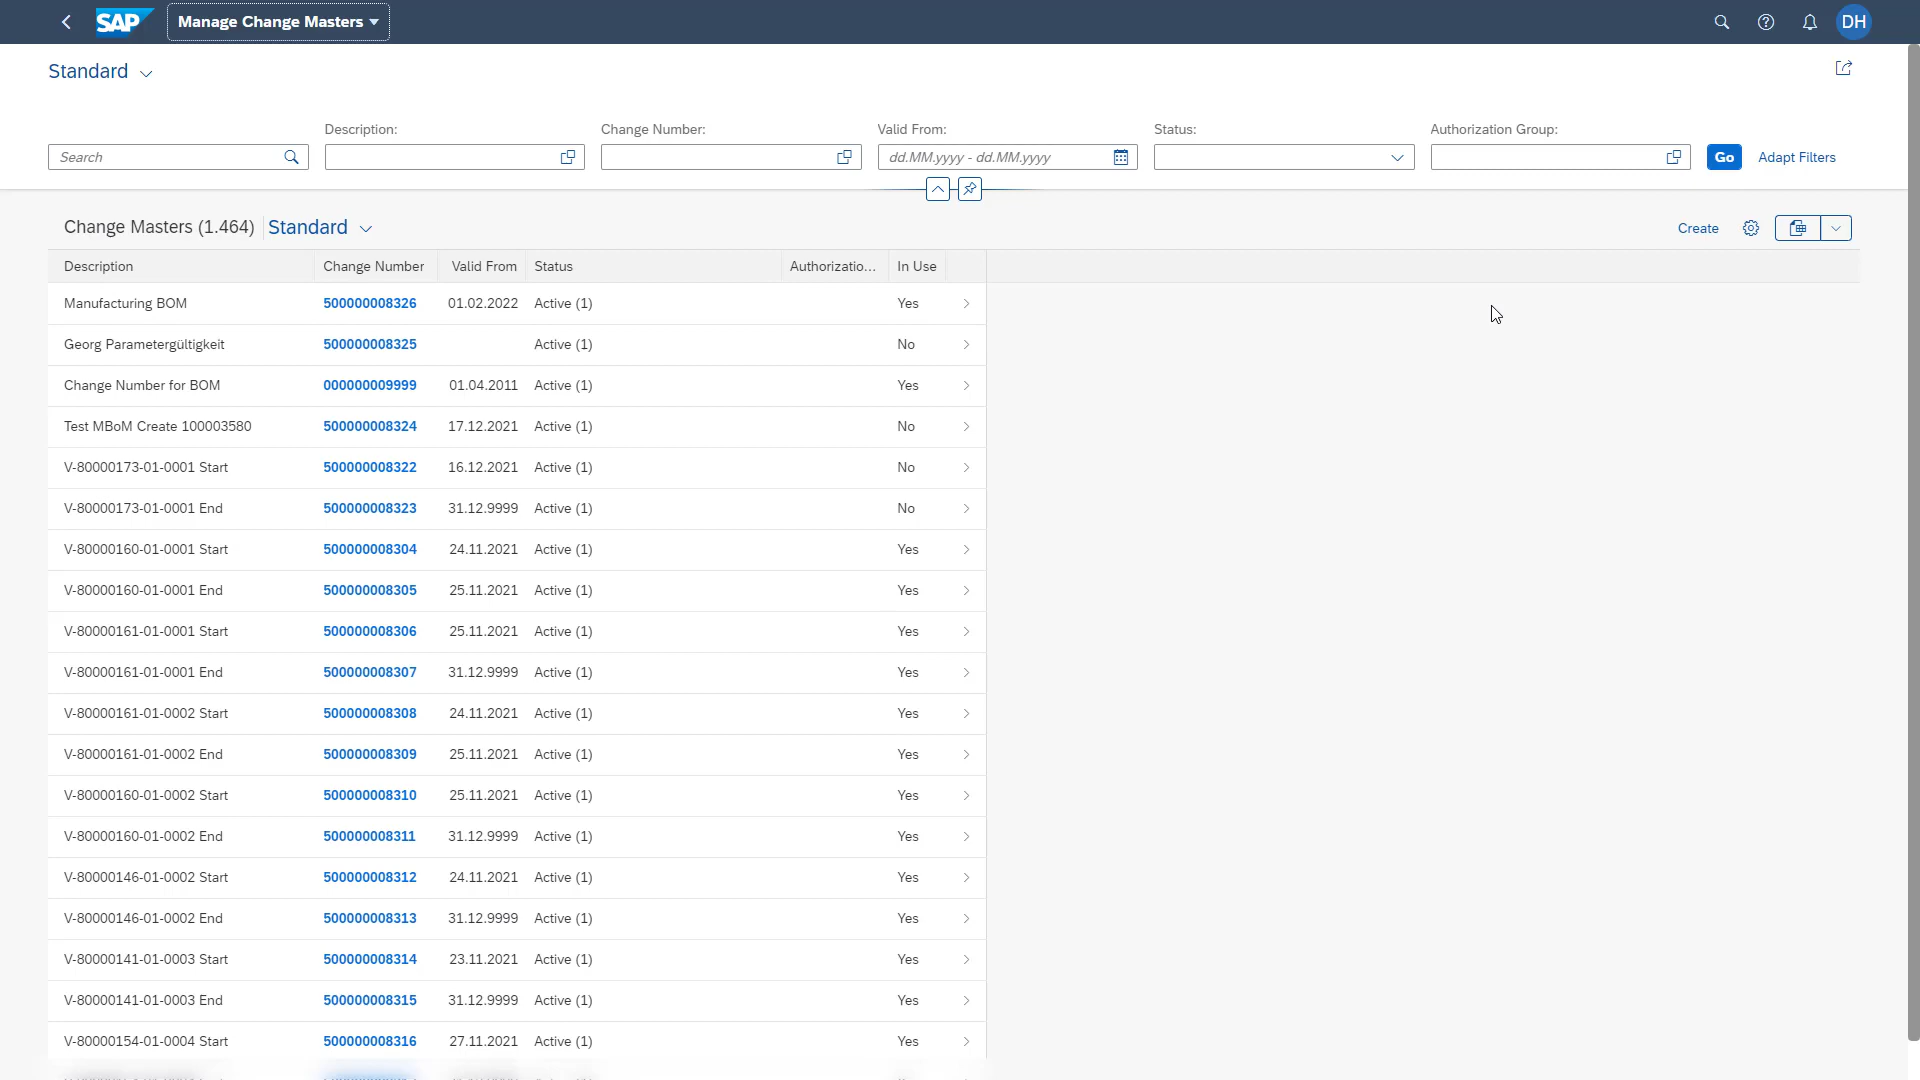 SAP Manage Change Masters DH
Standard
Description: Change Number: Valid From: Status: Authorization Group:
Search dd.MM.yyyy - dd.MM.yyyy Go Adapt Filters
Change Masters (1.464) Standard Create
Description Change Number Valid From Status Authorizatio... In Use
Manufacturing BOM 500000008326 01.02.2022 Active (1) Yes
Georg Parametergültigkeit 500000008325 Active (1) No
Change Number for BOM 000000009999 01.04.2011 Active (1) Yes
Test MBoM Create 100003580 500000008324 17.12.2021 Active (1) No
V-80000173-01-0001 Start 500000008322 16.12.2021 Active (1) No
V-80000173-01-0001 End 500000008323 31.12.9999 Active (1) No
V-80000160-01-0001 Start 500000008304 24.11.2021 Active (1) Yes
V-80000160-01-0001 End 500000008305 25.11.2021 Active (1) Yes
V-80000161-01-0001 Start 500000008306 25.11.2021 Active (1) Yes
V-80000161-01-0001 End 500000008307 31.12.9999 Active (1) Yes
V-80000161-01-0002 Start 500000008308 24.11.2021 Active (1) Yes
V-80000161-01-0002 End 500000008309 25.11.2021 Active (1) Yes
V-80000160-01-0002 Start 500000008310 25.11.2021 Active (1) Yes
V-80000160-01-0002 End 500000008311 31.12.9999 Active (1) Yes
V-80000146-01-0002 Start 500000008312 24.11.2021 Active (1) Yes
V-80000146-01-0002 End 500000008313 31.12.9999 Active (1) Yes
V-80000141-01-0003 Start 500000008314 23.11.2021 Active (1) Yes
V-80000141-01-0003 End 500000008315 31.12.9999 Active (1) Yes
V-80000154-01-0004 Start 500000008316 27.11.2021 Active (1) Yes